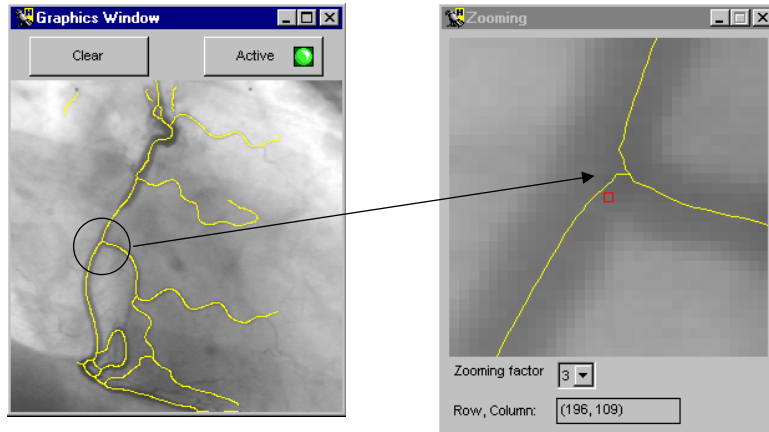 Graphics Window
Clear
Active
Zooming
Zooming factor
3
Row, Column:
(196, 109)